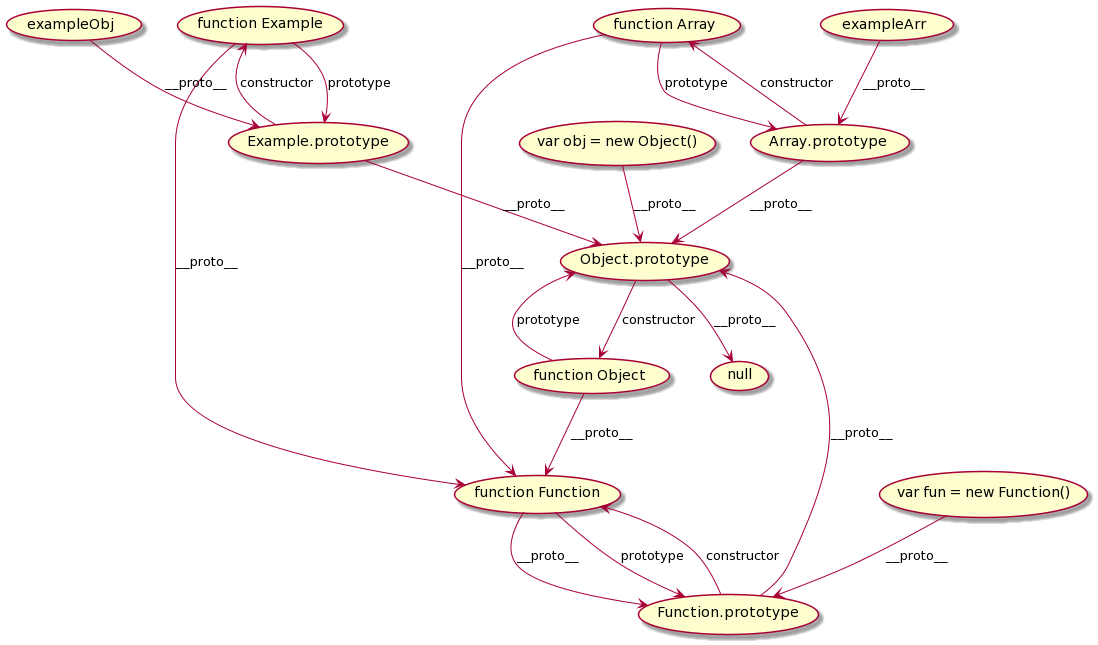 exampleObj
function Example
function Array
exampleArr
__proto__
constructor
prototype
prototype
constructor
__proto__
Example.prototype
var obj = new Object()
Array.prototype
__proto__
__proto__
__proto__
__proto__
__proto__
Object.prototype
prototype
constructor
__proto__
function Object
null
__proto__
__proto__
function Function
var fun = new Function()
__proto__
prototype
constructor
__proto__
Function.prototype